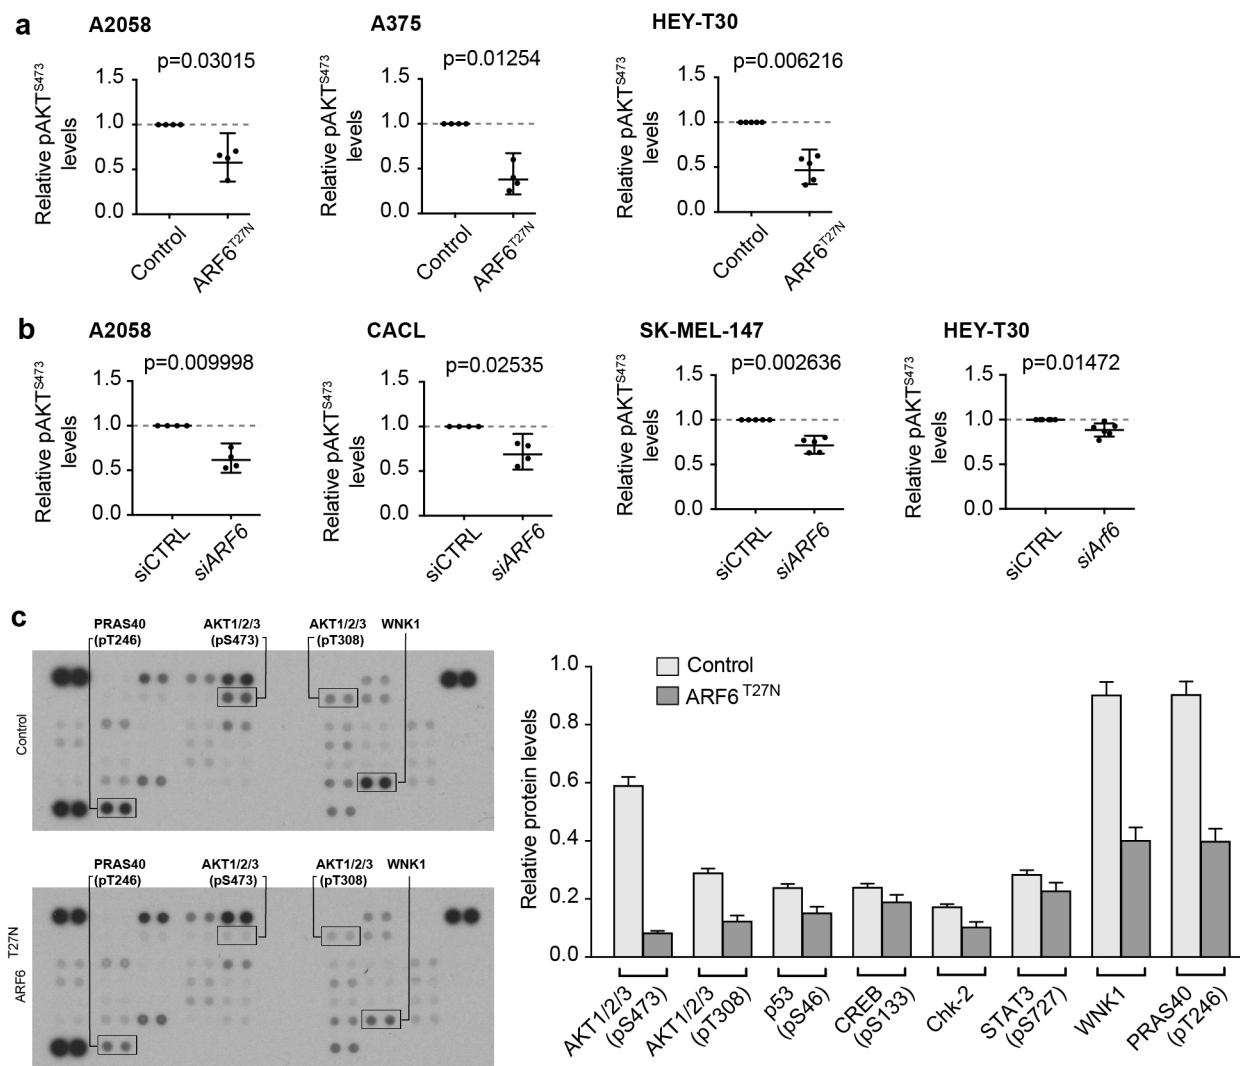 a
A2058
A375
HEY-T30
p=0.03015
p=0.01254
p=0.006216
Relative pAKT^S473
levels
1.5
1.0
0.5
0.0
Control
ARF6^T27N
Relative pAKT^S473
levels
1.5
1.0
0.5
0.0
Control
ARF6^T27N
Relative pAKT^S473
levels
1.5
1.0
0.5
0.0
Control
ARF6^T27N
b
A2058
CACL
SK-MEL-147
HEY-T30
p=0.009998
p=0.02535
p=0.002636
p=0.01472
Relative pAKT^S473
levels
1.5
1.0
0.5
0.0
siCTRL
siARF6
Relative pAKT^S473
levels
1.5
1.0
0.5
0.0
siCTRL
siARF6
Relative pAKT^S473
levels
1.5
1.0
0.5
0.0
siCTRL
siARF6
Relative pAKT^S473
levels
1.5
1.0
0.5
0.0
siCTRL
siArf6
c
PRAS40
(pT246)
AKT1/2/3
(pS473)
AKT1/2/3
(pT308)
WNK1
Control
PRAS40
(pT246)
AKT1/2/3
(pS473)
AKT1/2/3
(pT308)
WNK1
ARF6 T27N
Relative protein levels
1.0
0.8
0.6
0.4
0.2
0.0
Control
ARF6 T27N
AKT1/2/3
(pS473)
AKT1/2/3
(pT308)
p53
(pS46)
CREB
(pS133)
Chk-2
STAT3
(pS727)
WNK1
PRAS40
(pT246)